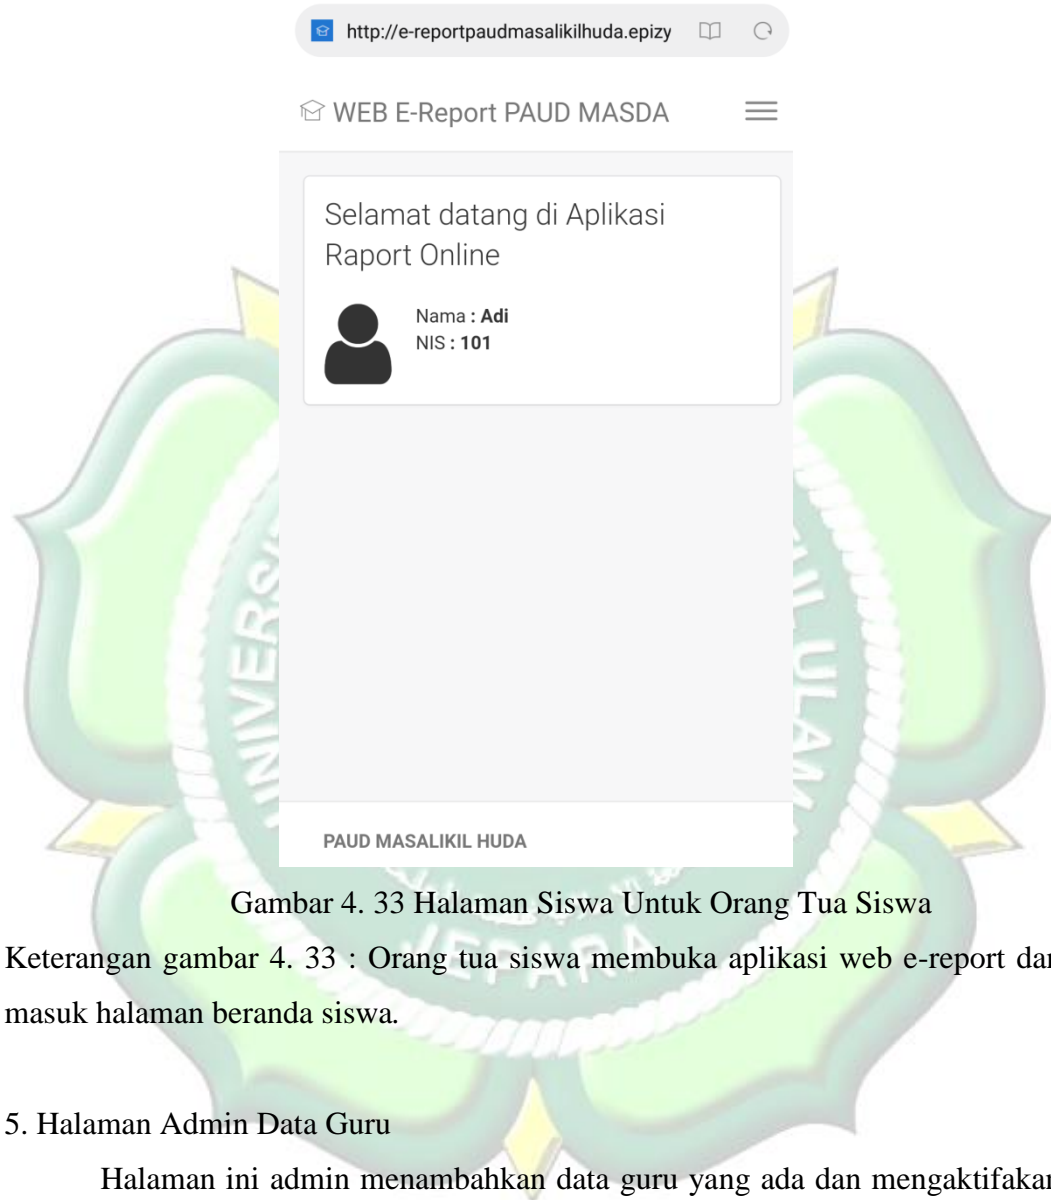 http://e-reportpaudmasalikilhuda.epizy
WEB E-Report PAUD MASDA
Selamat datang di Aplikasi
Raport Online
Nama : Adi
NIS : 101
PAUD MASALIKIL HUDA
JEPARA
Gambar 4. 33 Halaman Siswa Untuk Orang Tua Siswa
Keterangan gambar 4. 33 : Orang tua siswa membuka aplikasi web e-report dan
masuk halaman beranda siswa.
5. Halaman Admin Data Guru
Halaman ini admin menambahkan data guru yang ada dan mengaktifakan